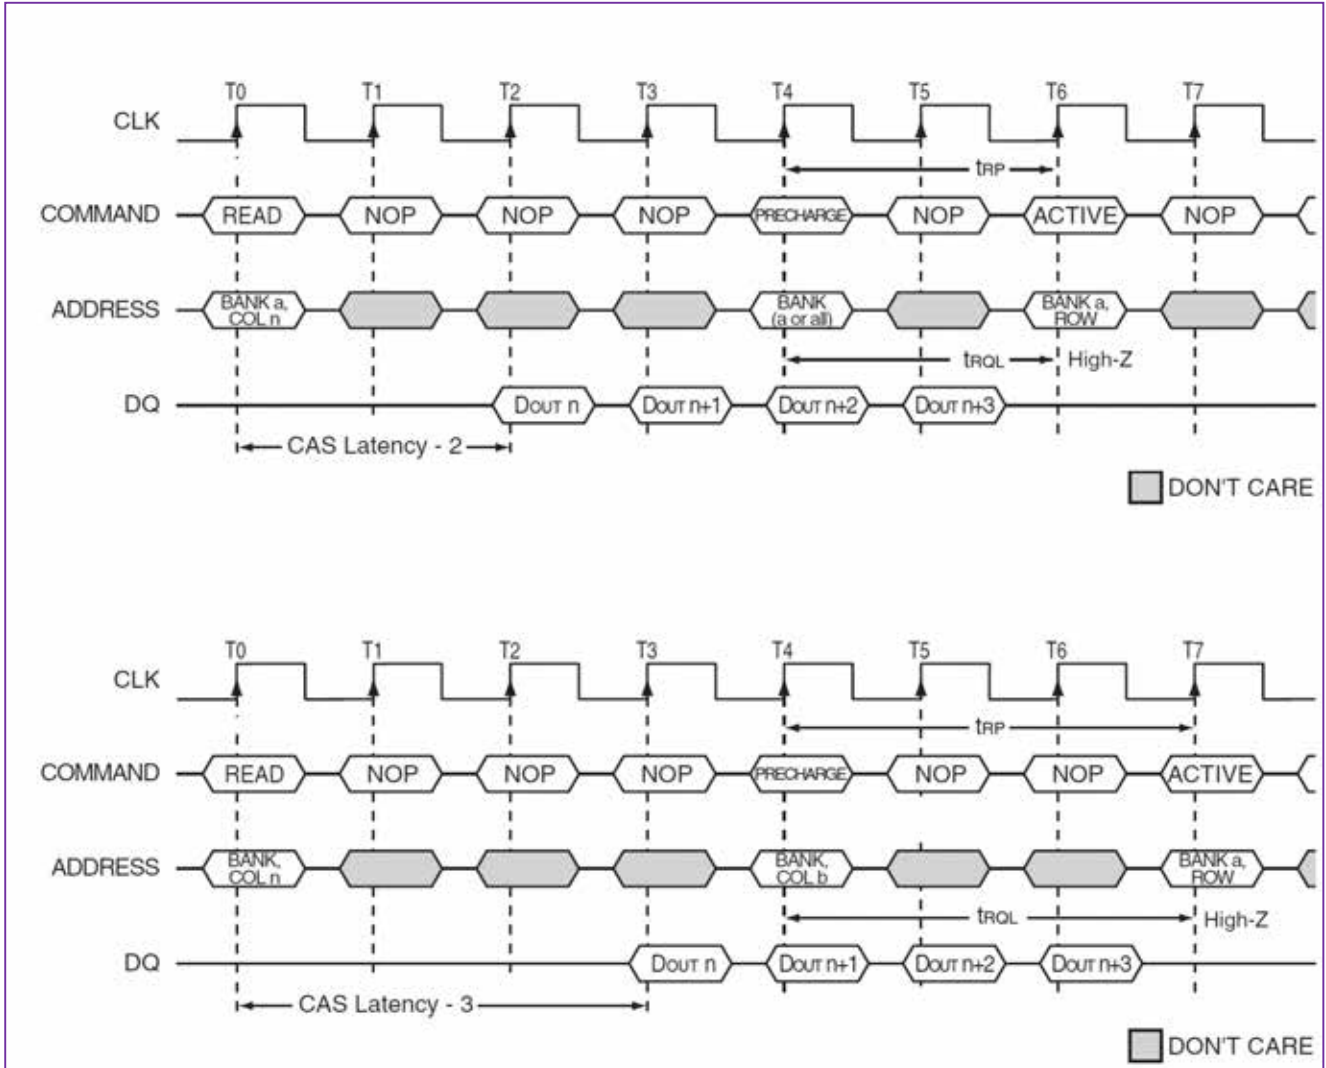 T0 T1 T2 T3 T4 T5 T6 T7
CLK
tRP
COMMAND READ NOP NOP NOP PRECHARGE NOP ACTIVE NOP
ADDRESS BANK a, COL n BANK (a or all) BANK a, ROW
tRQL High-Z
DQ DOUT n DOUT n+1 DOUT n+2 DOUT n+3
CAS Latency - 2
DON'T CARE
T0 T1 T2 T3 T4 T5 T6 T7
CLK
tRP
COMMAND READ NOP NOP NOP PRECHARGE NOP NOP ACTIVE
ADDRESS BANK, COL n BANK, COL b BANK a, ROW
tRQL High-Z
DQ DOUT n DOUT n+1 DOUT n+2 DOUT n+3
CAS Latency - 3
DON'T CARE